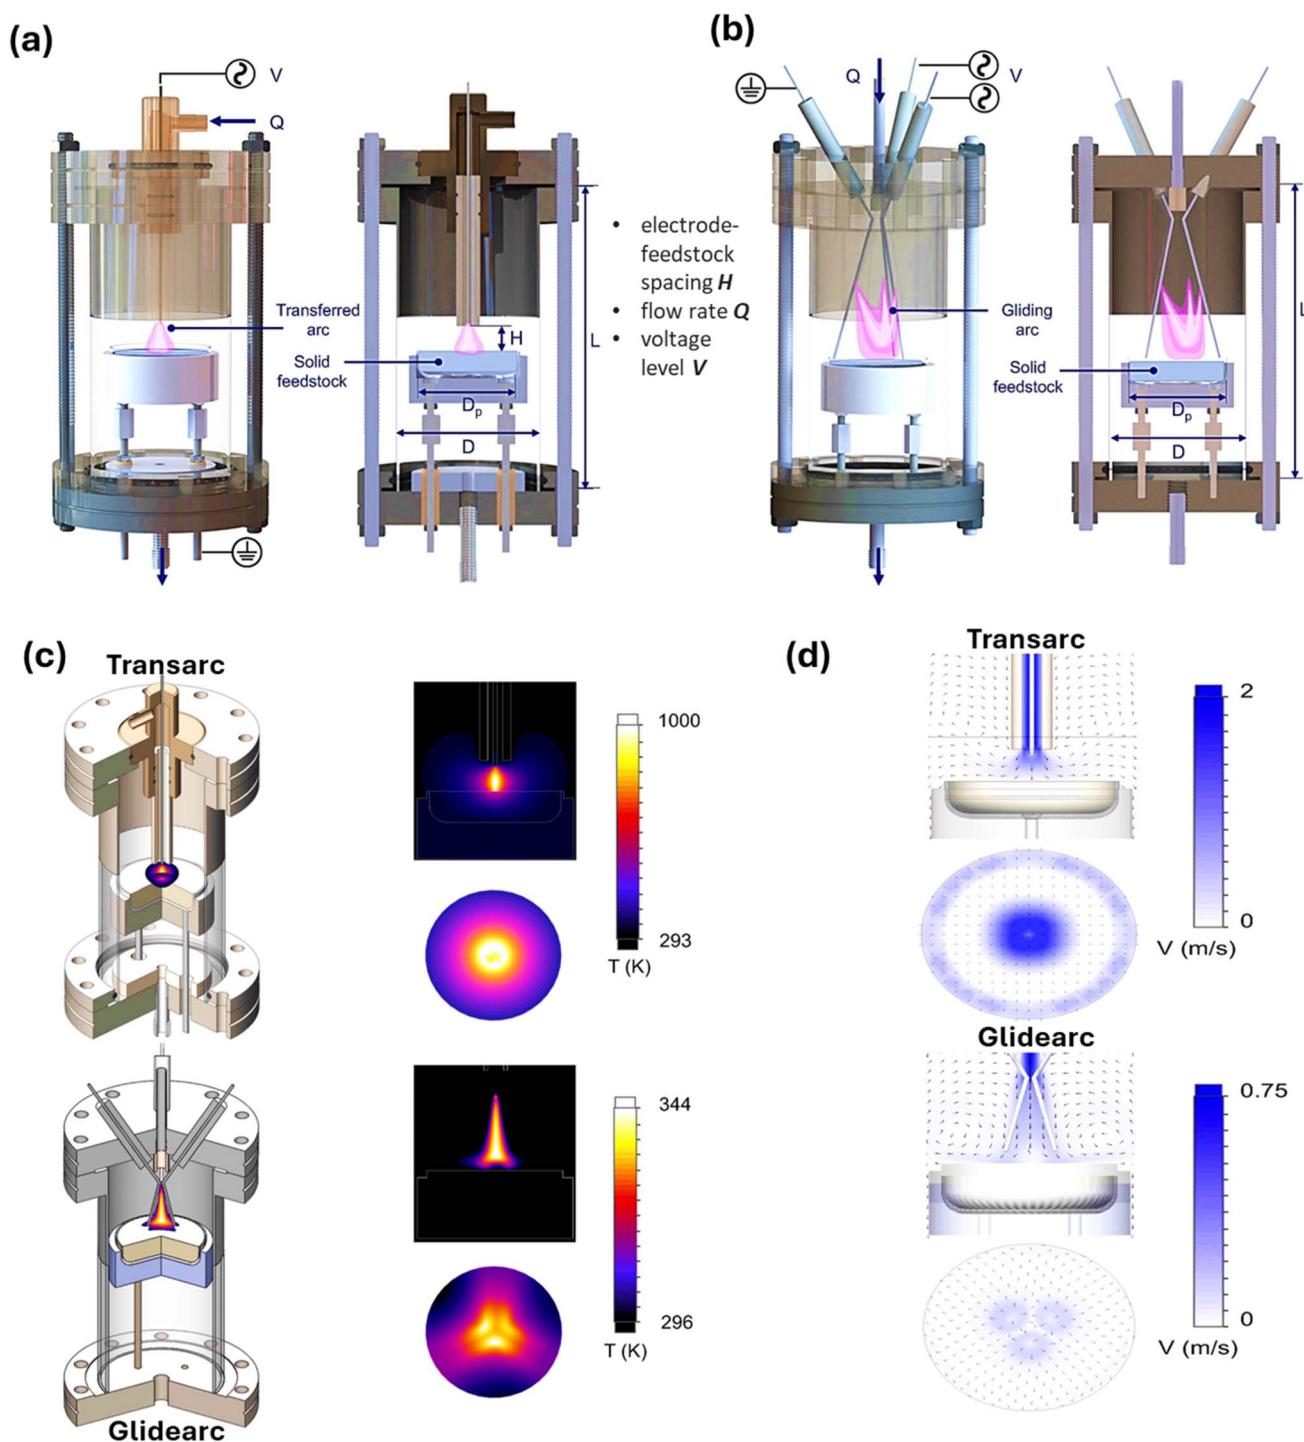 (a)
V
Q
Transferred
arc
Solid
feedstock
H
L
Dp
D
• electrode-
feedstock
spacing H
• flow rate Q
• voltage
level V
(b)
Q
V
Gliding
arc
Solid
feedstock
L
Dp
D
(c)
Transarc
1000
293
T (K)
344
296
T (K)
Glidearc
(d)
Transarc
2
0
V (m/s)
Glidearc
0.75
0
V (m/s)